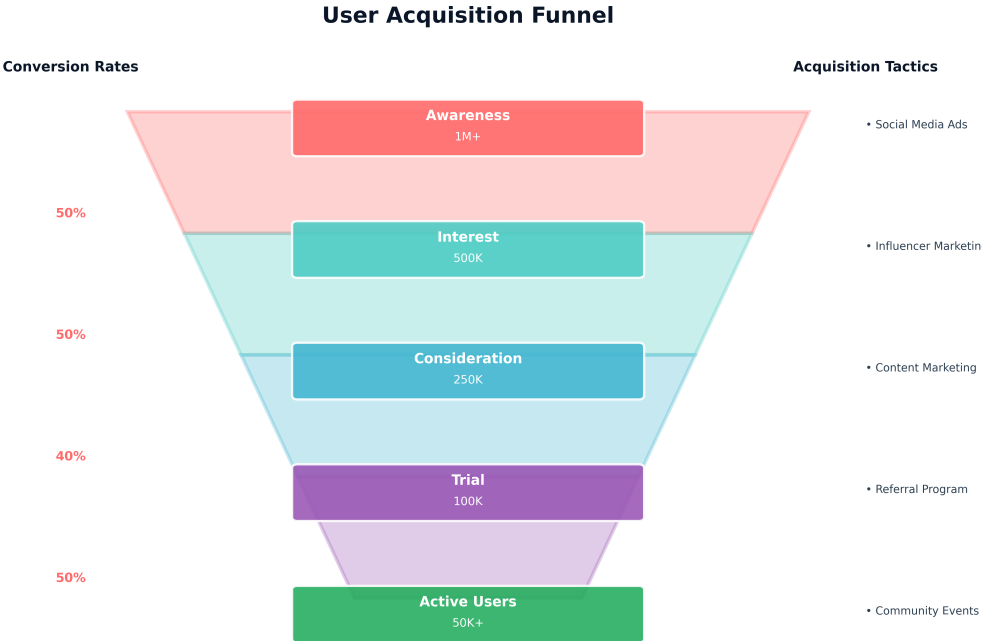 User Acquisition Funnel
Conversion Rates
Acquisition Tactics
Awareness
1M+
• Social Media Ads
50%
Interest
500K
• Influencer Marketin
50%
Consideration
250K
• Content Marketing
40%
Trial
100K
• Referral Program
50%
Active Users
50K+
• Community Events